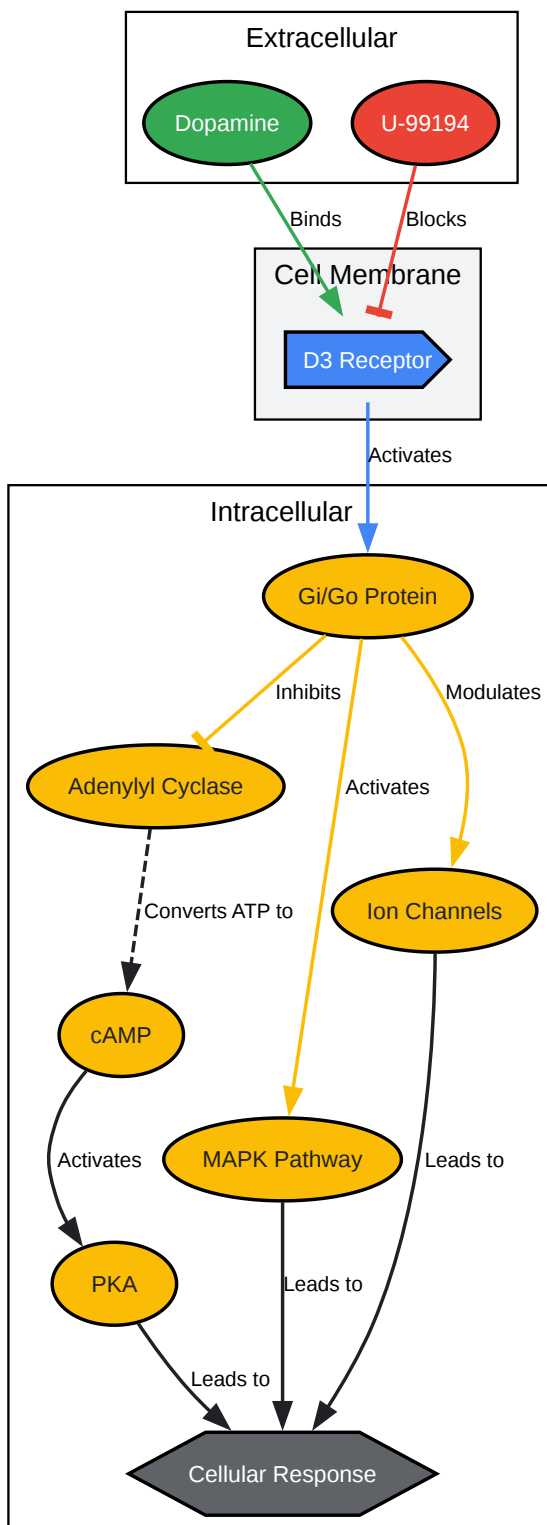 Extracellular
Dopamine
U-99194
Binds
Blocks
Cell Membrane
D3 Receptor
Activates
Intracellular
Gi/Go Protein
Inhibits
Modulates
Adenylyl Cyclase
Activates
Converts ATP to
Ion Channels
cAMP
Activates
MAPK Pathway
Leads to
PKA
Leads to
Leads to
Cellular Response